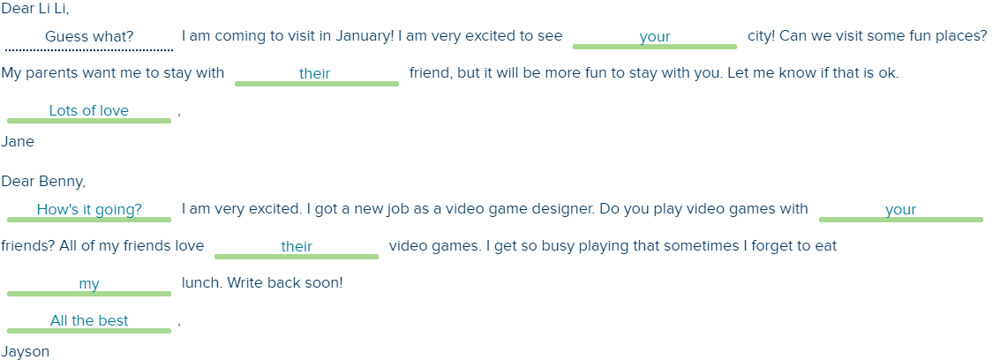 Dear Li Li,
Guess what? I am coming to visit in January! I am very excited to see your city! Can we visit some fun places?
My parents want me to stay with their friend, but it will be more fun to stay with you. Let me know if that is ok.
Lots of love ,
Jane
Dear Benny,
How's it going? I am very excited. I got a new job as a video game designer. Do you play video games with your
friends? All of my friends love their video games. I get so busy playing that sometimes I forget to eat
my lunch. Write back soon!
All the best ,
Jayson